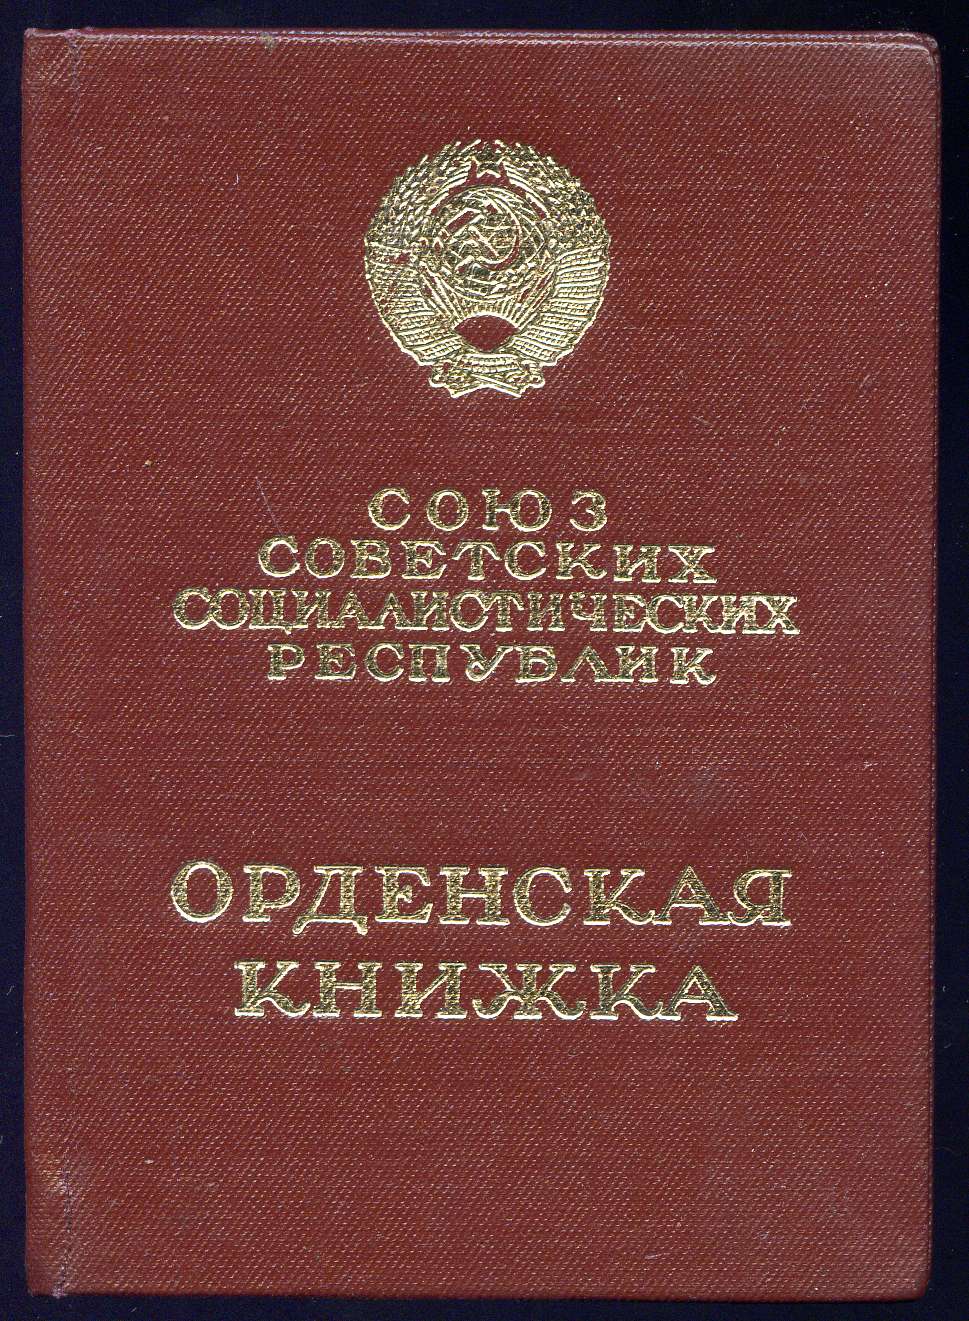 СОЮЗ
СОВЕТСКИХ
СОЦИАЛИСТИЧЕСКИХ
РЕСПУБЛИК
ОРДЕНСКАЯ
КНИЖКА